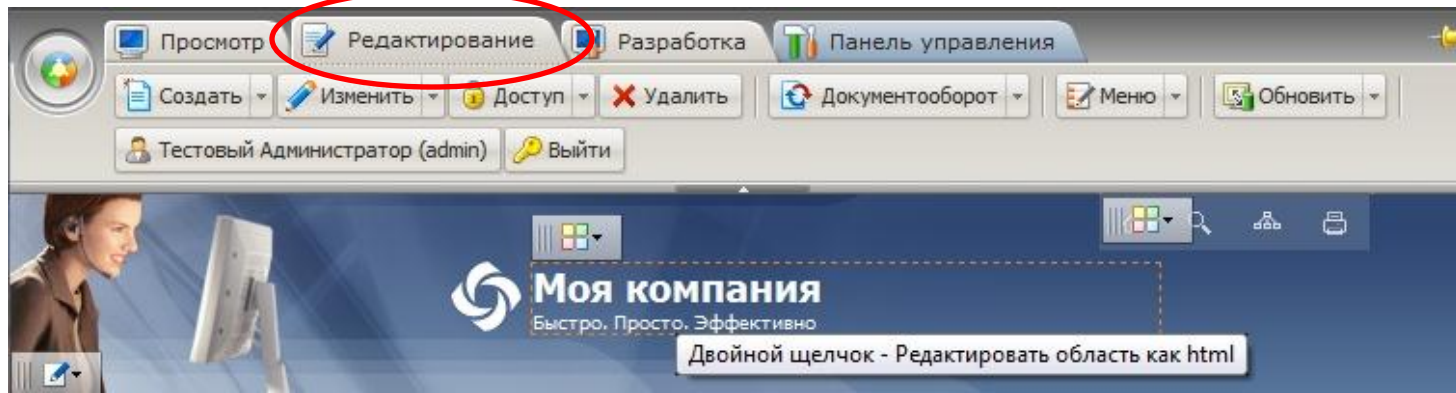 Просмотр Редактирование Разработка Панель управления
Создать Изменить Доступ Удалить Документооборот Меню Обновить
Тестовый Администратор (admin) Выйти
Моя компания
Быстро. Просто. Эффективно
Двойной щелчок - Редактировать область как html